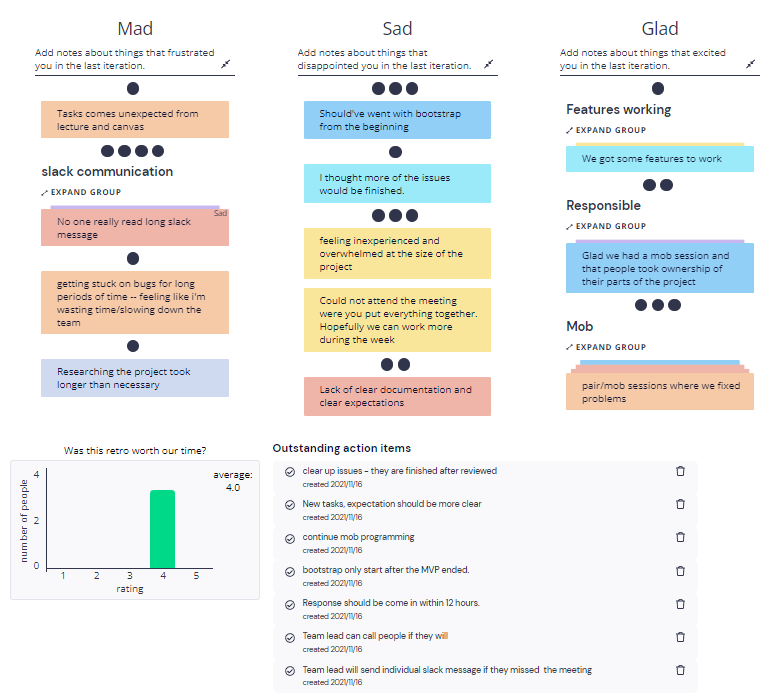 Mad
Add notes about things that frustrated
you in the last iteration.
Tasks comes unexpected from
lecture and canvas
slack communication
EXPAND GROUP
Sad
No one really read long slack
message
getting stuck on bugs for long
periods of time -- feeling like i'm
wasting time/slowing down the
team
Researching the project took
longer than necessary
Sad
Add notes about things that
disappointed you in the last iteration.
Should've went with bootstrap
from the beginning
I thought more of the issues
would be finished.
feeling inexperienced and
overwhelmed at the size of the
project
Could not attend the meeting
were you put everything together.
Hopefully we can work more
during the week
Lack of clear documentation and
clear expectations
Glad
Add notes about things that excited
you in the last iteration.
Features working
EXPAND GROUP
We got some features to work
Responsible
EXPAND GROUP
Glad we had a mob session and
that people took ownership of
their parts of the project
Mob
EXPAND GROUP
pair/mob sessions where we fixed
problems
Was this retro worth our time?
average:
4.0
number of people
4
2
0
1 2 3 4 5
rating
Outstanding action items
clear up issues - they are finished after reviewed
created 2021/11/16
New tasks, expectation should be more clear
created 2021/11/16
continue mob programming
created 2021/11/16
bootstrap only start after the MVP ended.
created 2021/11/16
Response should be come in within 12 hours.
created 2021/11/16
Team lead can call people if they will
created 2021/11/16
Team lead will send individual slack message if they missed the meeting
created 2021/11/16